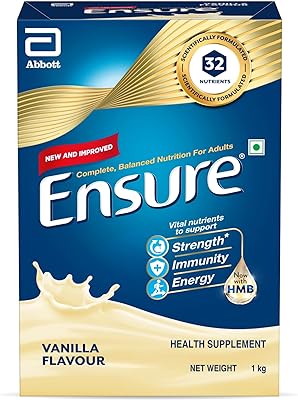 Abbott
SCIENTIFICALLY FORMULATED
32
NUTRIENTS
SCIENTIFICALLY FORMULATED
NEW AND IMPROVED
Complete, Balanced Nutrition For Adults
Ensure®
Vital nutrients
to support
Strength*
Immunity
Energy
Now
with
HMB
VANILLA
FLAVOUR
HEALTH SUPPLEMENT
NET WEIGHT 1 kg